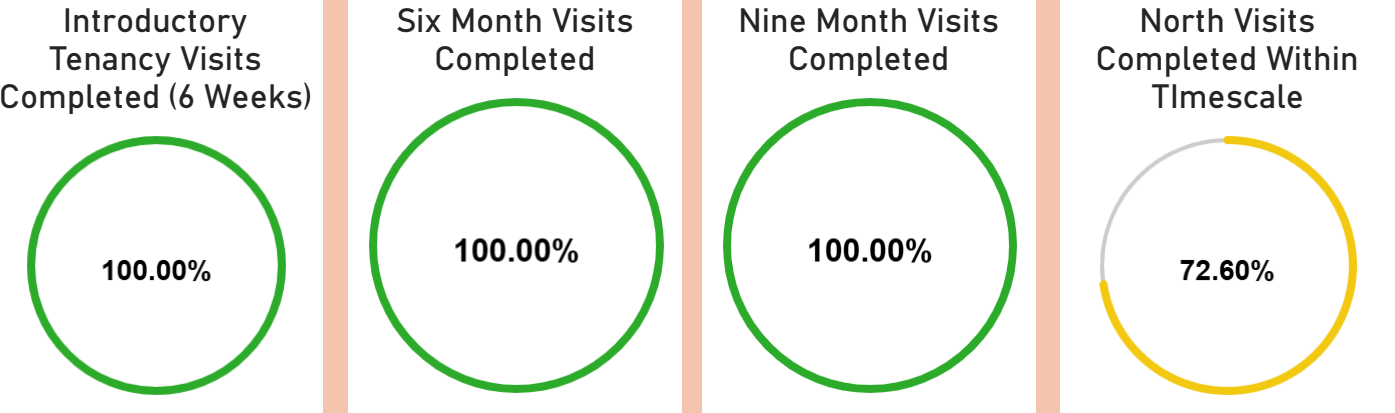 Introductory
Tenancy Visits
Completed (6 Weeks)
100.00%
Six Month Visits
Completed
100.00%
Nine Month Visits
Completed
100.00%
North Visits
Completed Within
TImescale
72.60%